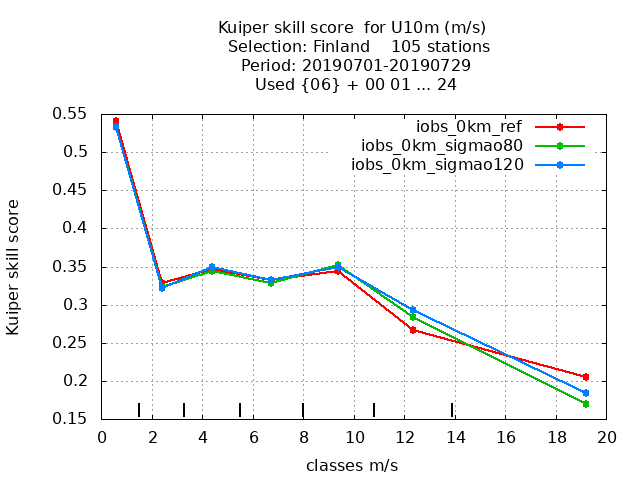 Kuiper skill score  for U10m (m/s)
Selection: Finland    105 stations
Period: 20190701-20190729
Used {06} + 00 01 ... 24
iobs_0km_ref
iobs_0km_sigmao80
iobs_0km_sigmao120
Kuiper skill score
0.55
0.5
0.45
0.4
0.35
0.3
0.25
0.2
0.15
0 2 4 6 8 10 12 14 16 18 20
classes m/s